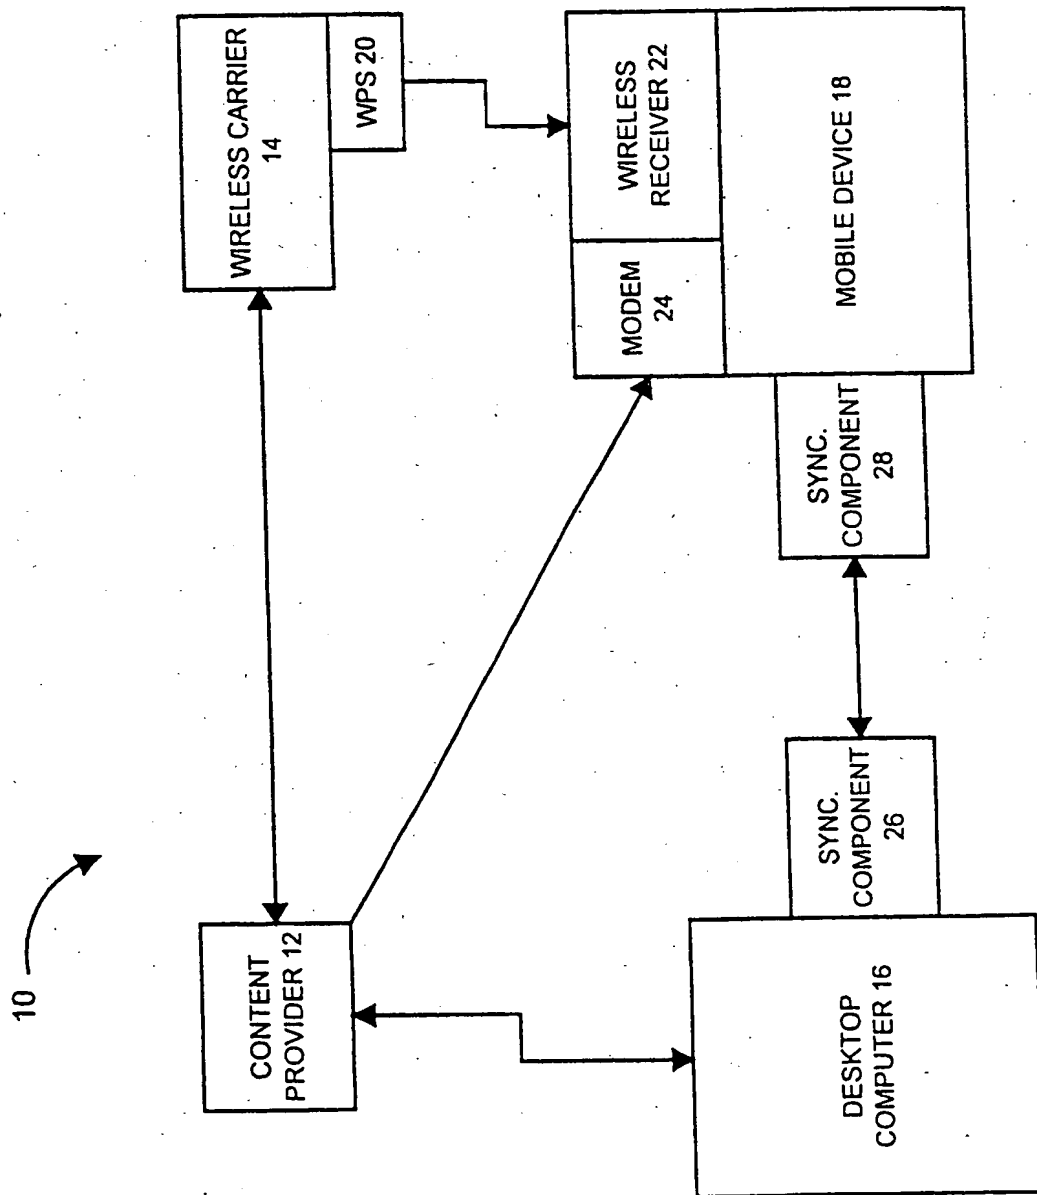 10
CONTENT
PROVIDER 12
WIRELESS CARRIER
14
WPS 20
DESKTOP
COMPUTER 16
SYNC.
COMPONENT
26
SYNC.
COMPONENT
28
MODEM
24
WIRELESS
RECEIVER 22
MOBILE DEVICE 18